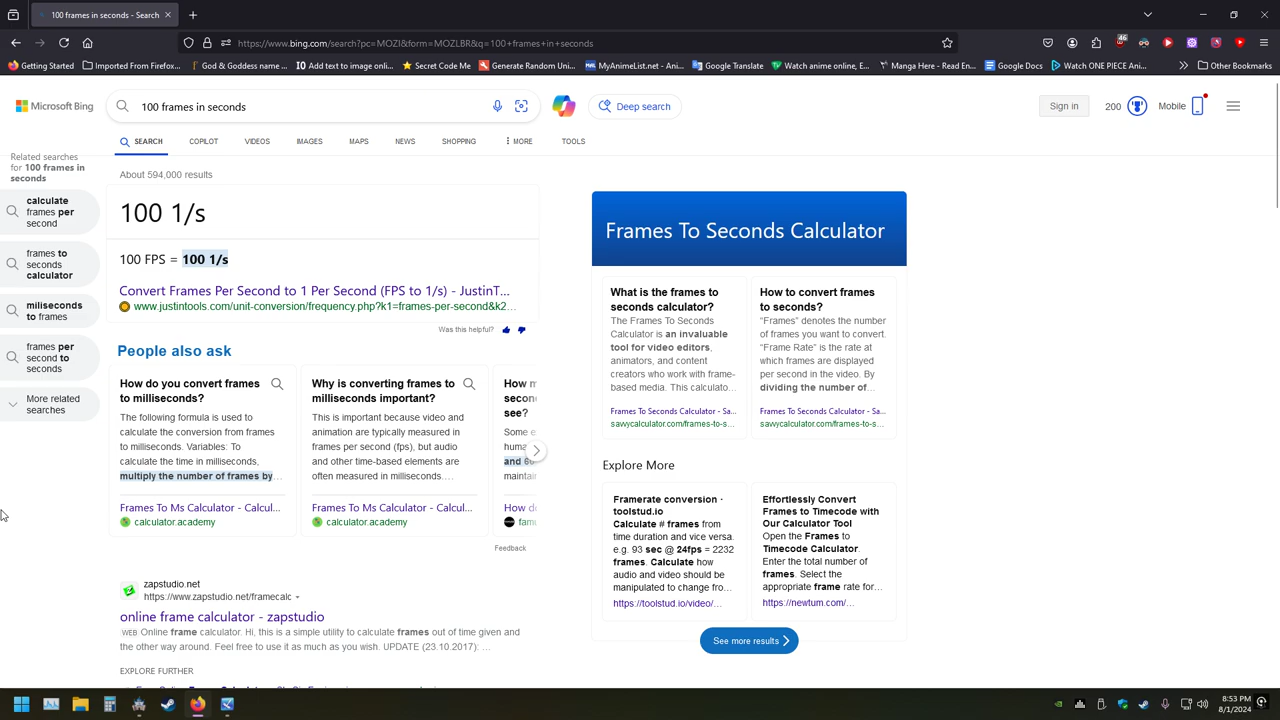 100 frames in seconds - Search
https://www.bing.com/search?pc=MOZI&form=MOZLBR&q=100+frames+in+seconds
Getting Started
Imported From Firefox...
God & Goddess name ...
Add text to image onli...
Secret Code Me
Generate Random Uni...
MyAnimeList.net - Ani...
Google Translate
Watch anime online, E...
Manga Here - Read En...
Google Docs
Watch ONE PIECE Ani...
Other Bookmarks
46
Microsoft Bing
100 frames in seconds
Deep search
Sign in
200
Mobile
SEARCH
COPILOT
VIDEOS
IMAGES
MAPS
NEWS
SHOPPING
MORE
TOOLS
Related searches
for 100 frames in
seconds
calculate
frames per
second
frames to
seconds
calculator
miliseconds
to frames
frames per
second to
seconds
More related
searches
About 594,000 results
100 1/s
100 FPS = 100 1/s
Convert Frames Per Second to 1 Per Second (FPS to 1/s) - JustinT...
www.justintools.com/unit-conversion/frequency.php?k1=frames-per-second&k2...
Was this helpful?
People also ask
How do you convert frames
to milliseconds?
The following formula is used to
calculate the conversion from frames
to milliseconds. Variables: To
calculate the time in milliseconds,
multiply the number of frames by...
Frames To Ms Calculator - Calcul...
calculator.academy
Why is converting frames to
milliseconds important?
This is important because video and
animation are typically measured in
frames per second (fps), but audio
and other time-based elements are
often measured in milliseconds....
Frames To Ms Calculator - Calcul...
calculator.academy
How m
secon
see?
Some e
huma
and 60
maintain
How do
famu
Feedback
zapstudio.net
https://www.zapstudio.net/framecalc
online frame calculator - zapstudio
WEB Online frame calculator. Hi, this is a simple utility to calculate frames out of time given and
the other way around. Feel free to use it as much as you wish. UPDATE (23.10.2017): ...
EXPLORE FURTHER
Frames To Seconds Calculator
What is the frames to
seconds calculator?
The Frames To Seconds
Calculator is an invaluable
tool for video editors,
animators, and content
creators who work with frame-
based media. This calculato...
Frames To Seconds Calculator - Sa...
savvycalculator.com/frames-to-s...
How to convert frames
to seconds?
“Frames” denotes the number
of frames you want to convert.
“Frame Rate” is the rate at
which frames are displayed
per second in the video. By
dividing the number of...
Frames To Seconds Calculator - Sa...
savvycalculator.com/frames-to-s...
Explore More
Framerate conversion ·
toolstud.io
Calculate # frames from
time duration and vice versa.
e.g. 93 sec @ 24fps = 2232
frames. Calculate how
audio and video should be
manipulated to change fro...
https://toolstud.io/video/...
Effortlessly Convert
Frames to Timecode with
Our Calculator Tool
Open the Frames to
Timecode Calculator.
Enter the total number of
frames. Select the
appropriate frame rate for...
https://newtum.com/...
See more results
8:53 PM
8/1/2024